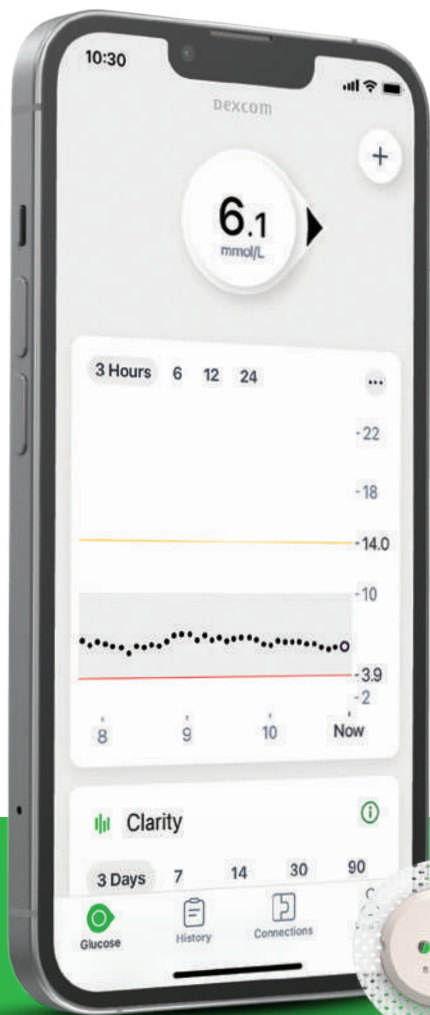 10:30
DEXCOM
+
6.1
mmol/L
3 Hours 6 12 24
22
18
14.0
10
3.9
2
8 9 10 Now
Clarity
3 Days 7 14 30 90
Glucose History Connections